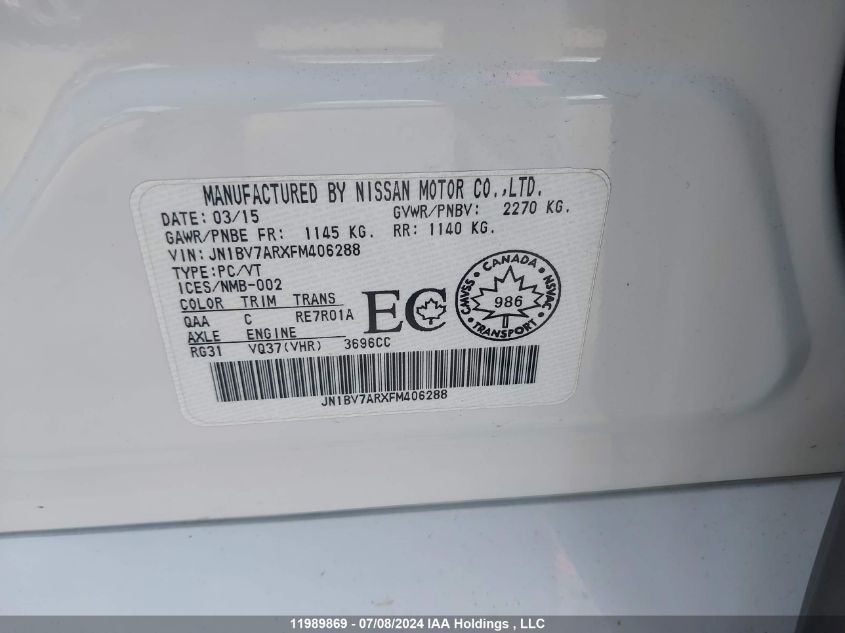 MANUFACTURED BY NISSAN MOTOR CO.,LTD.
DATE: 03/15 GVWR/PNBV: 2270 KG.
GAWR/PNBE FR: 1145 KG. RR: 1140 KG.
VIN: JN1BV7ARXFM406288
TYPE: PC/VT
ICES/NMB-002
COLOR TRIM TRANS
QAA C RE7R01A
AXLE ENGINE
RG31 VQ37(VHR) 3696CC
EC
CANADA
CMVSS 986 NSVAC
TRANSPORT
JN1BV7ARXFM406288
11989869 - 07/08/2024 IAA Holdings , LLC